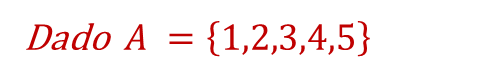 Dado A = {1,2,3,4,5}